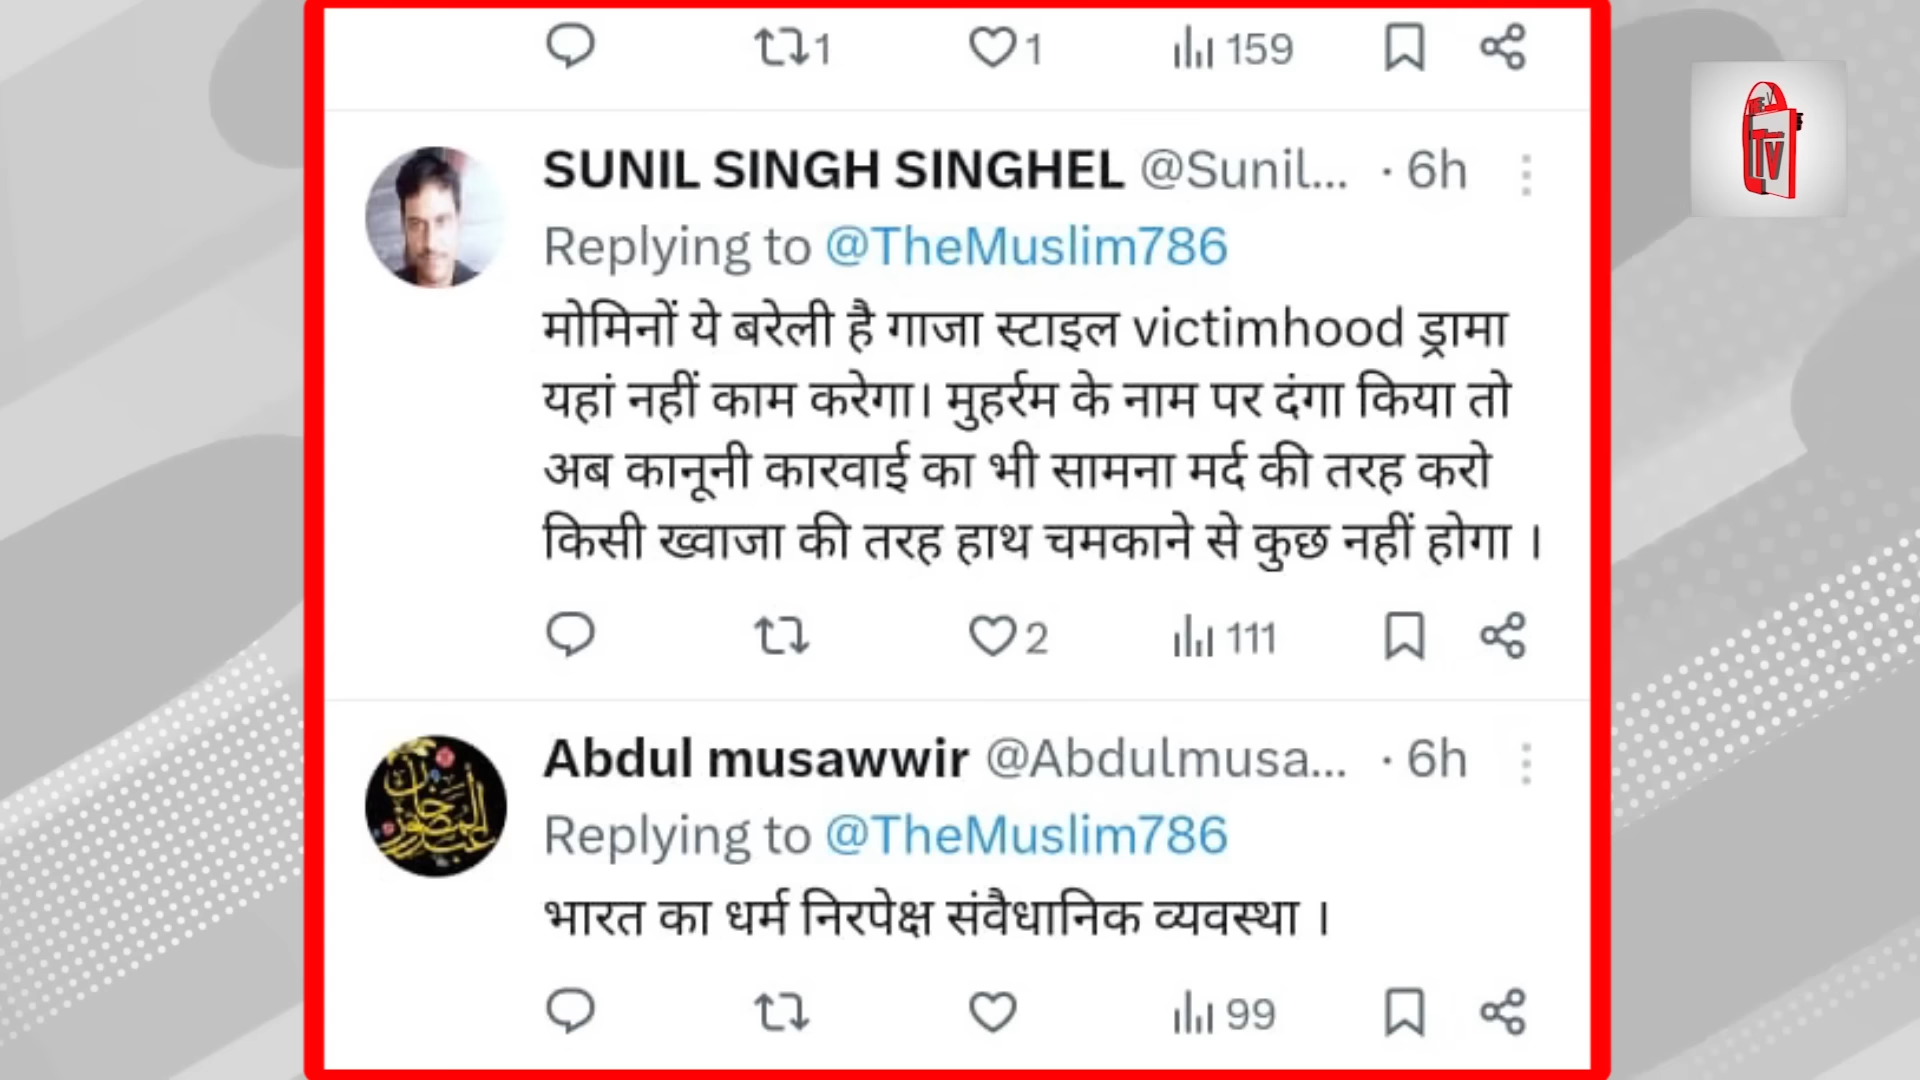 1 1 159
SUNIL SINGH SINGHEL @Sunil... · 6h
Replying to @TheMuslim786
मोमिनों ये बरेली है गाजा स्टाइल victimhood ड्रामा
यहां नहीं काम करेगा। मुहर्रम के नाम पर दंगा किया तो
अब कानूनी कारवाई का भी सामना मर्द की तरह करो
किसी ख्वाजा की तरह हाथ चमकाने से कुछ नहीं होगा ।
2 111
Abdul musawwir @Abdulmusa... · 6h
Replying to @TheMuslim786
भारत का धर्म निरपेक्ष संवैधानिक व्यवस्था ।
99
TV